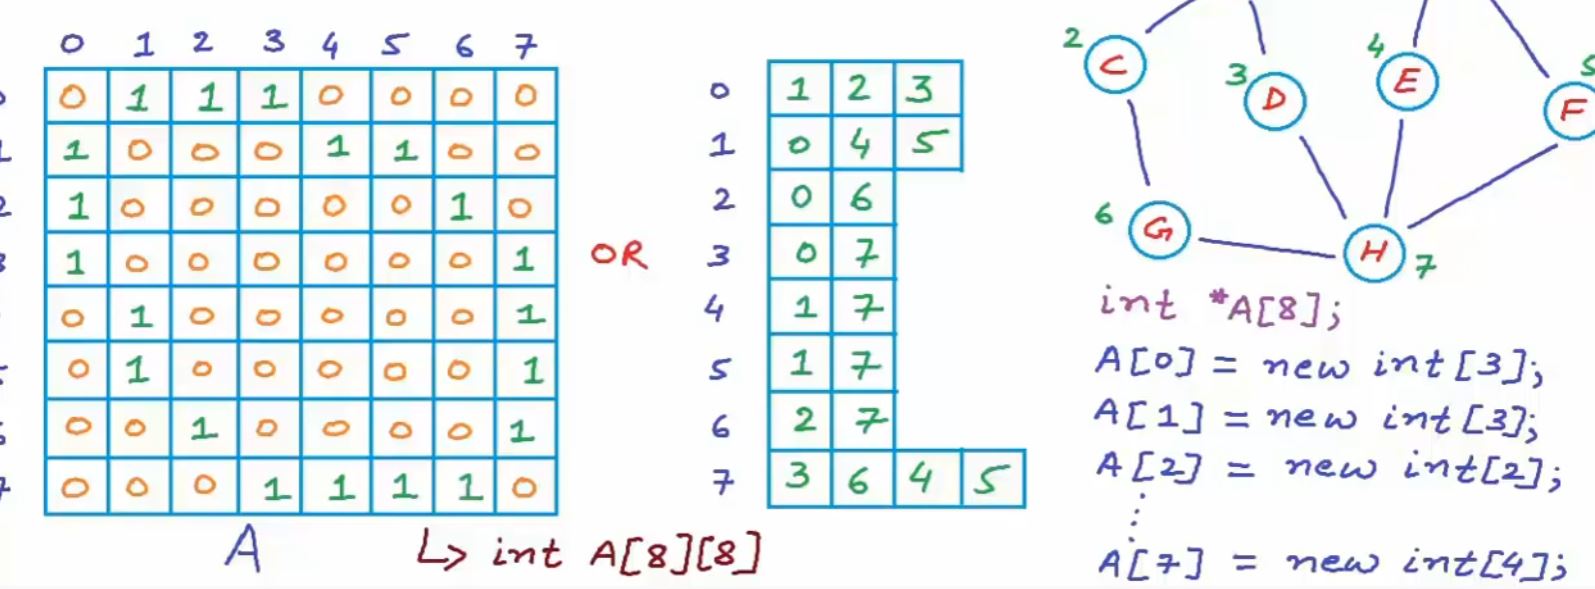 0 1 2 3 4 5 6 7
0 0 1 1 1 0 0 0 0
1 1 0 0 0 1 1 0 0
2 1 0 0 0 0 0 1 0
3 1 0 0 0 0 0 0 1
0 1 0 0 0 0 0 1
0 1 0 0 0 0 0 1
6 0 0 1 0 0 0 0 1
7 0 0 0 1 1 1 1 0
A
↳ int A[8][8]
OR
0 1 2 3
1 0 4 5
2 0 6
3 0 7
4 1 7
5 1 7
6 2 7
7 3 6 4 5
2 C
3 D
4 E
5 F
6 G
H 7
int *A[8];
A[0] = new int[3];
A[1] = new int[3];
A[2] = new int[2];
⋮
A[7] = new int[4];